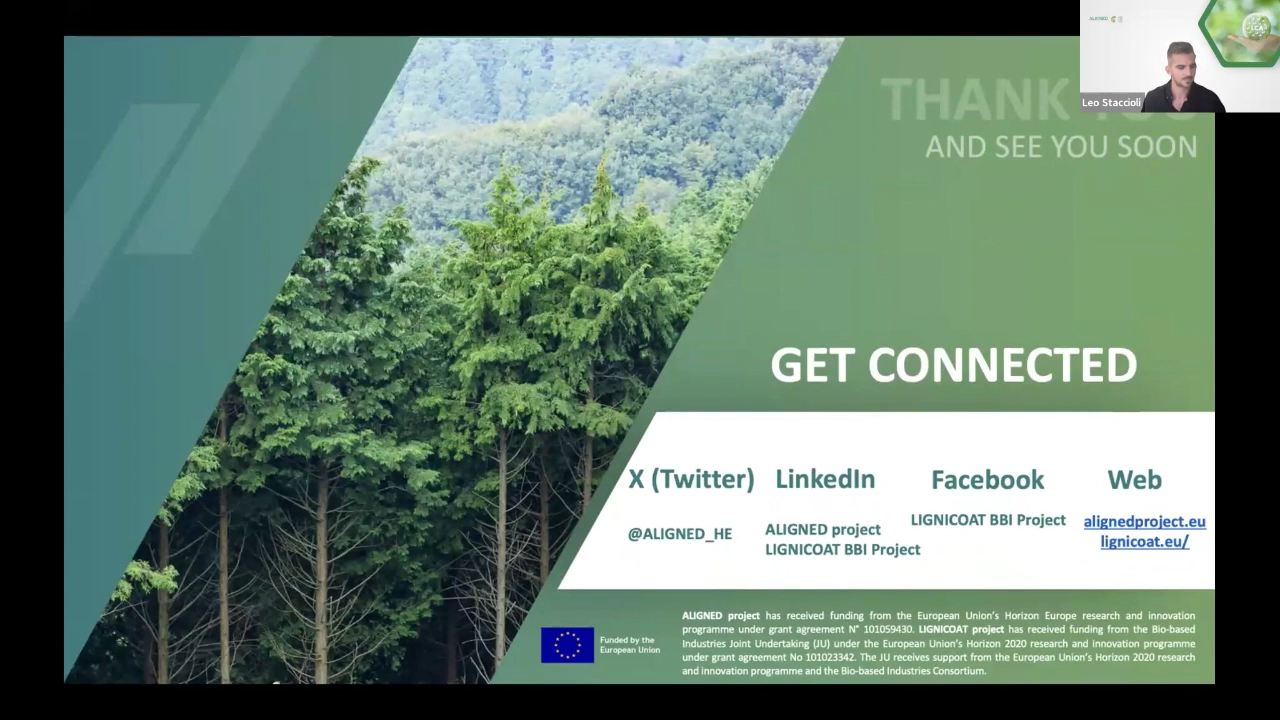 THANK YOU
AND SEE YOU SOON
ALIGNED
Leo Staccioli
GET CONNECTED
X (Twitter)
@ALIGNED_HE
LinkedIn
ALIGNED project
LIGNICOAT BBI Project
Facebook
LIGNICOAT BBI Project
Web
alignedproject.eu
lignicoat.eu/
Funded by the
European Union
ALIGNED project has received funding from the European Union's Horizon Europe research and innovation
programme under grant agreement N° 101059430. LIGNICOAT project has received funding from the Bio-based
Industries Joint Undertaking (JU) under the European Union's Horizon 2020 research and innovation programme
under grant agreement No 101023342. The JU receives support from the European Union's Horizon 2020 research
and innovation programme and the Bio-based Industries Consortium.